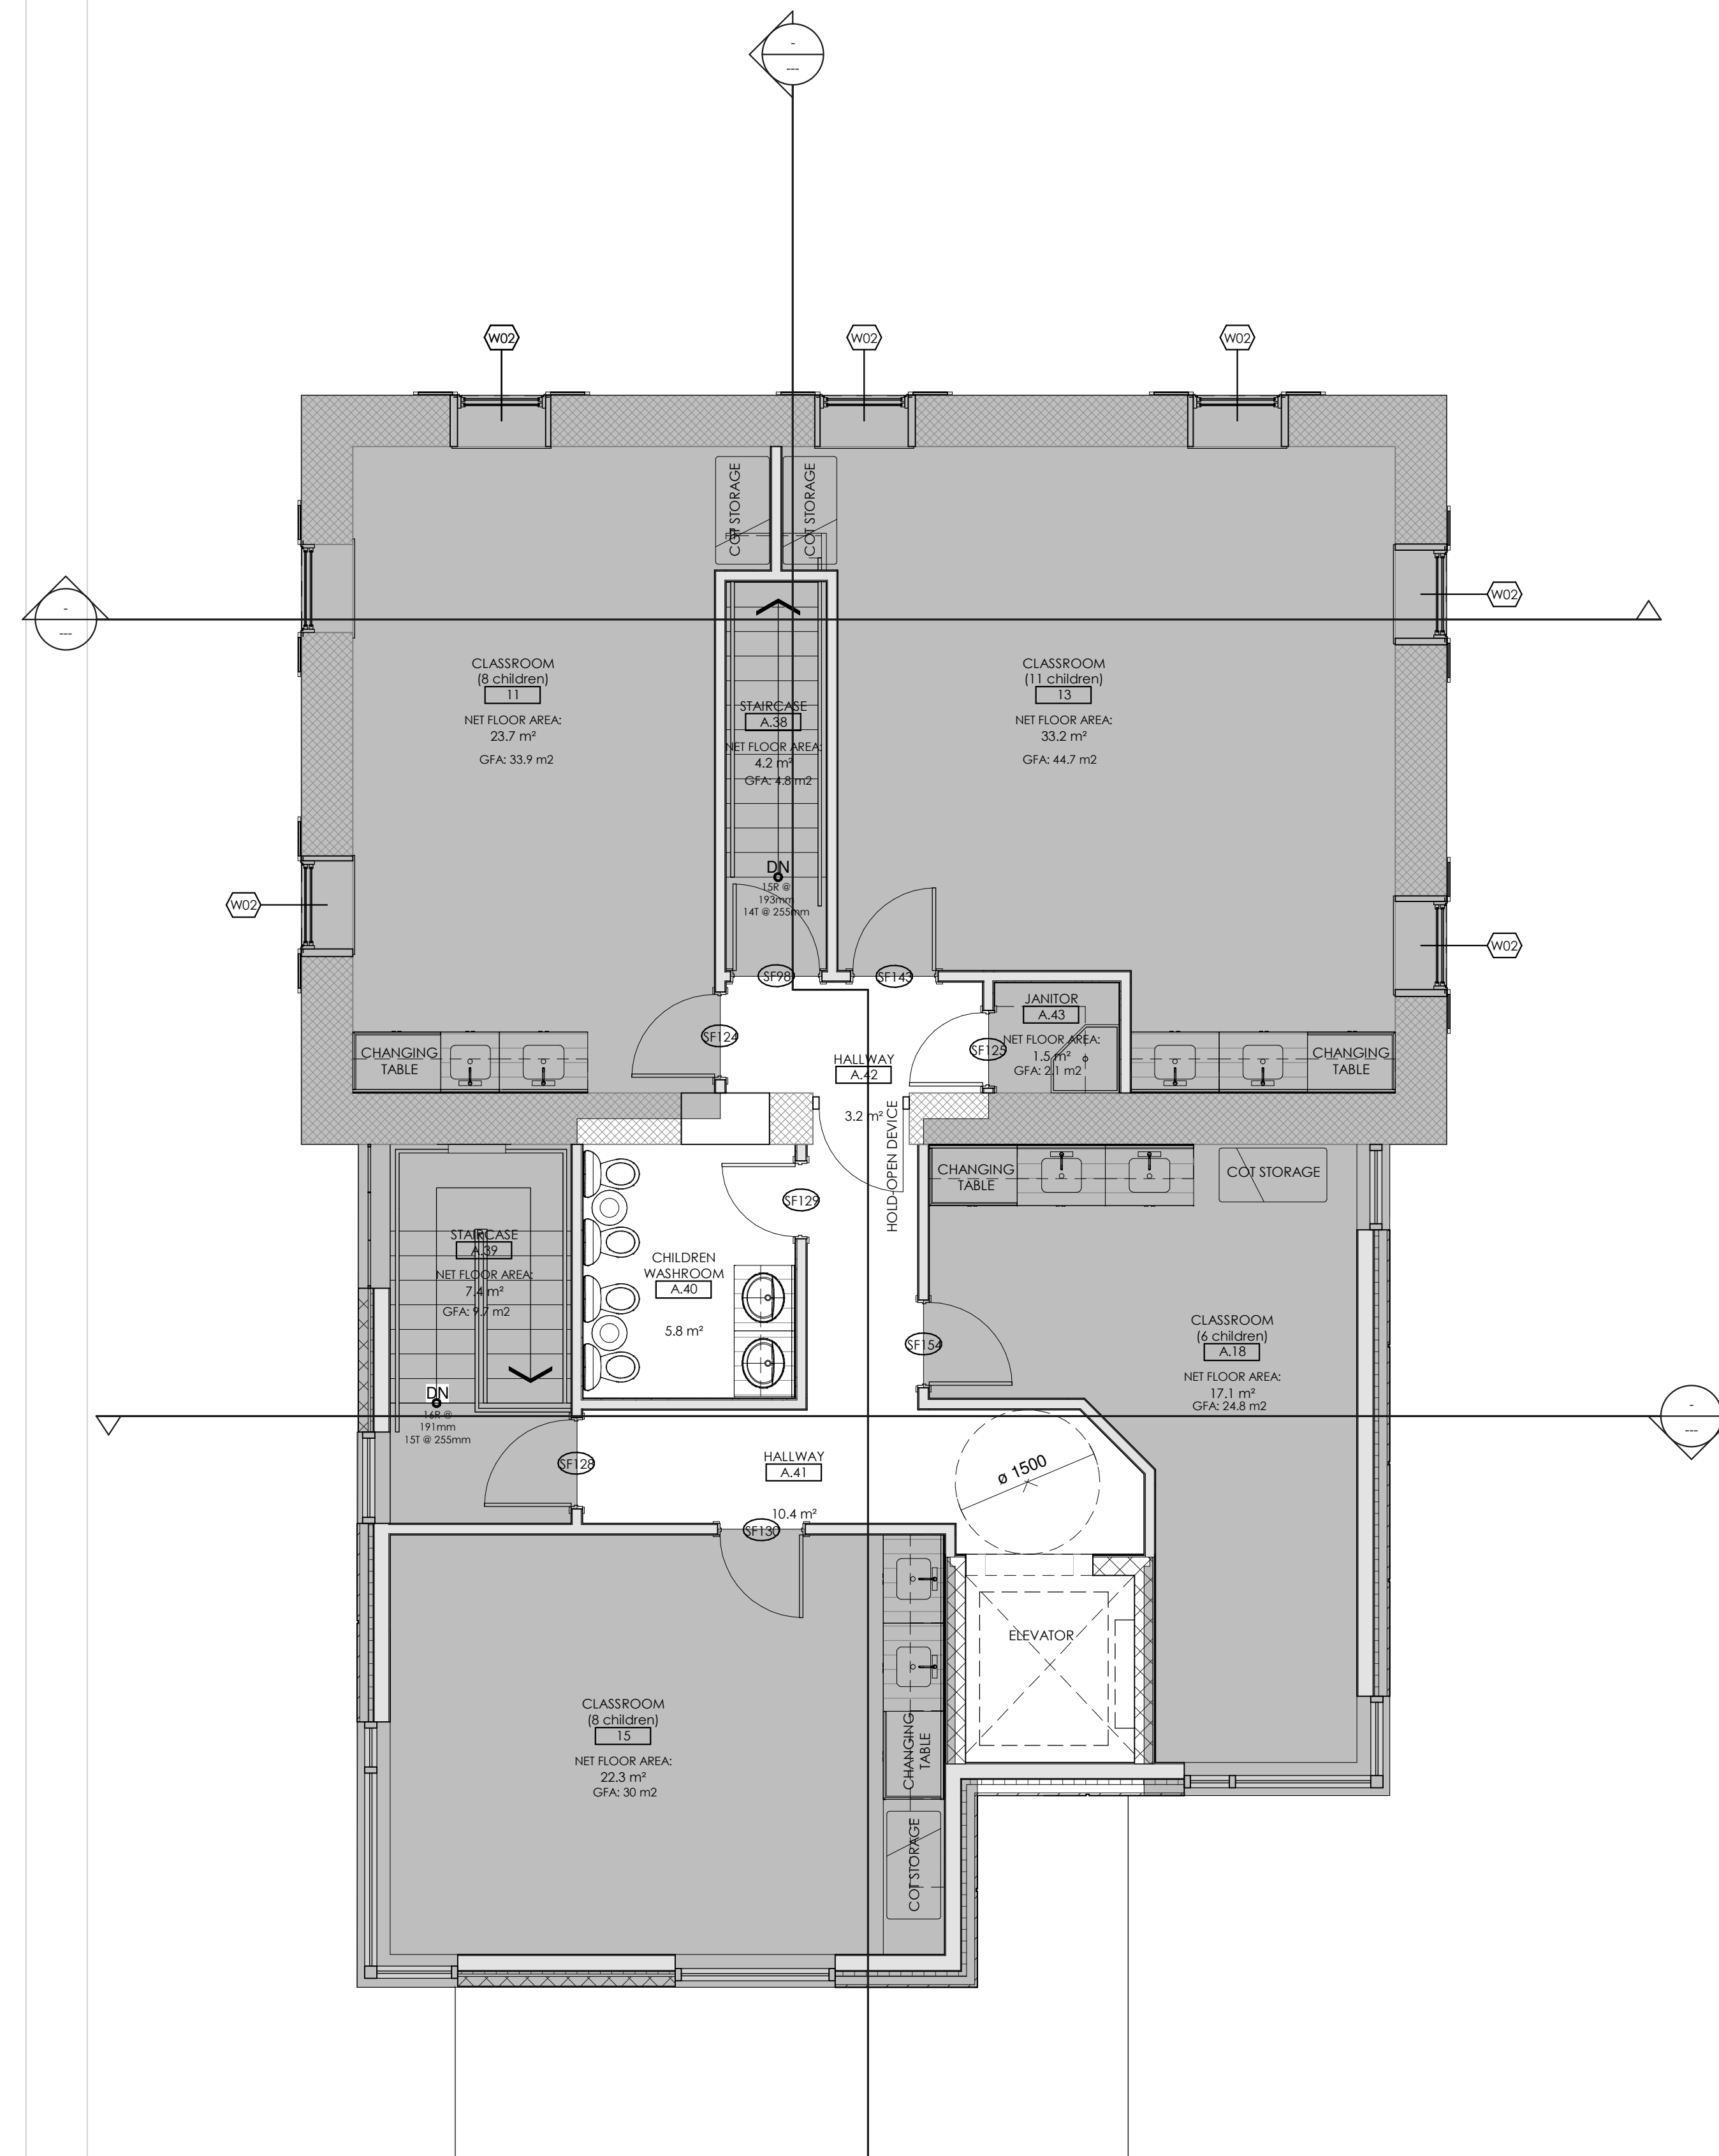 -
---
W02
W02
W02
COT STORAGE
COT STORAGE
-
---
W02
CLASSROOM
(8 children)
11
NET FLOOR AREA:
23.7 m²
GFA: 33.9 m2
STAIRCASE
A.38
NET FLOOR AREA:
4.2 m²
GFA: 4.8 m2
CLASSROOM
(11 children)
13
NET FLOOR AREA:
33.2 m²
GFA: 44.7 m2
DN
15R @
193mm
14T @ 255mm
W02
W02
SF98
SF143
SF124
CHANGING
TABLE
HALLWAY
A.42
3.2 m²
SF125
JANITOR
A.43
NET FLOOR AREA:
1.5 m²
GFA: 2.1 m2
CHANGING
TABLE
HOLD-OPEN DEVICE
CHANGING
TABLE
COT STORAGE
SF129
STAIRCASE
A.39
NET FLOOR AREA:
7.4 m²
GFA: 9.7 m2
CHILDREN
WASHROOM
A.40
5.8 m²
SF154
CLASSROOM
(6 children)
A.18
NET FLOOR AREA:
17.1 m²
GFA: 24.8 m2
DN
16R @
191mm
15T @ 255mm
-
---
SF128
HALLWAY
A.41
10.4 m²
ø 1500
SF130
ELEVATOR
CLASSROOM
(8 children)
15
NET FLOOR AREA:
22.3 m²
GFA: 30 m2
CHANGING
TABLE
COT STORAGE